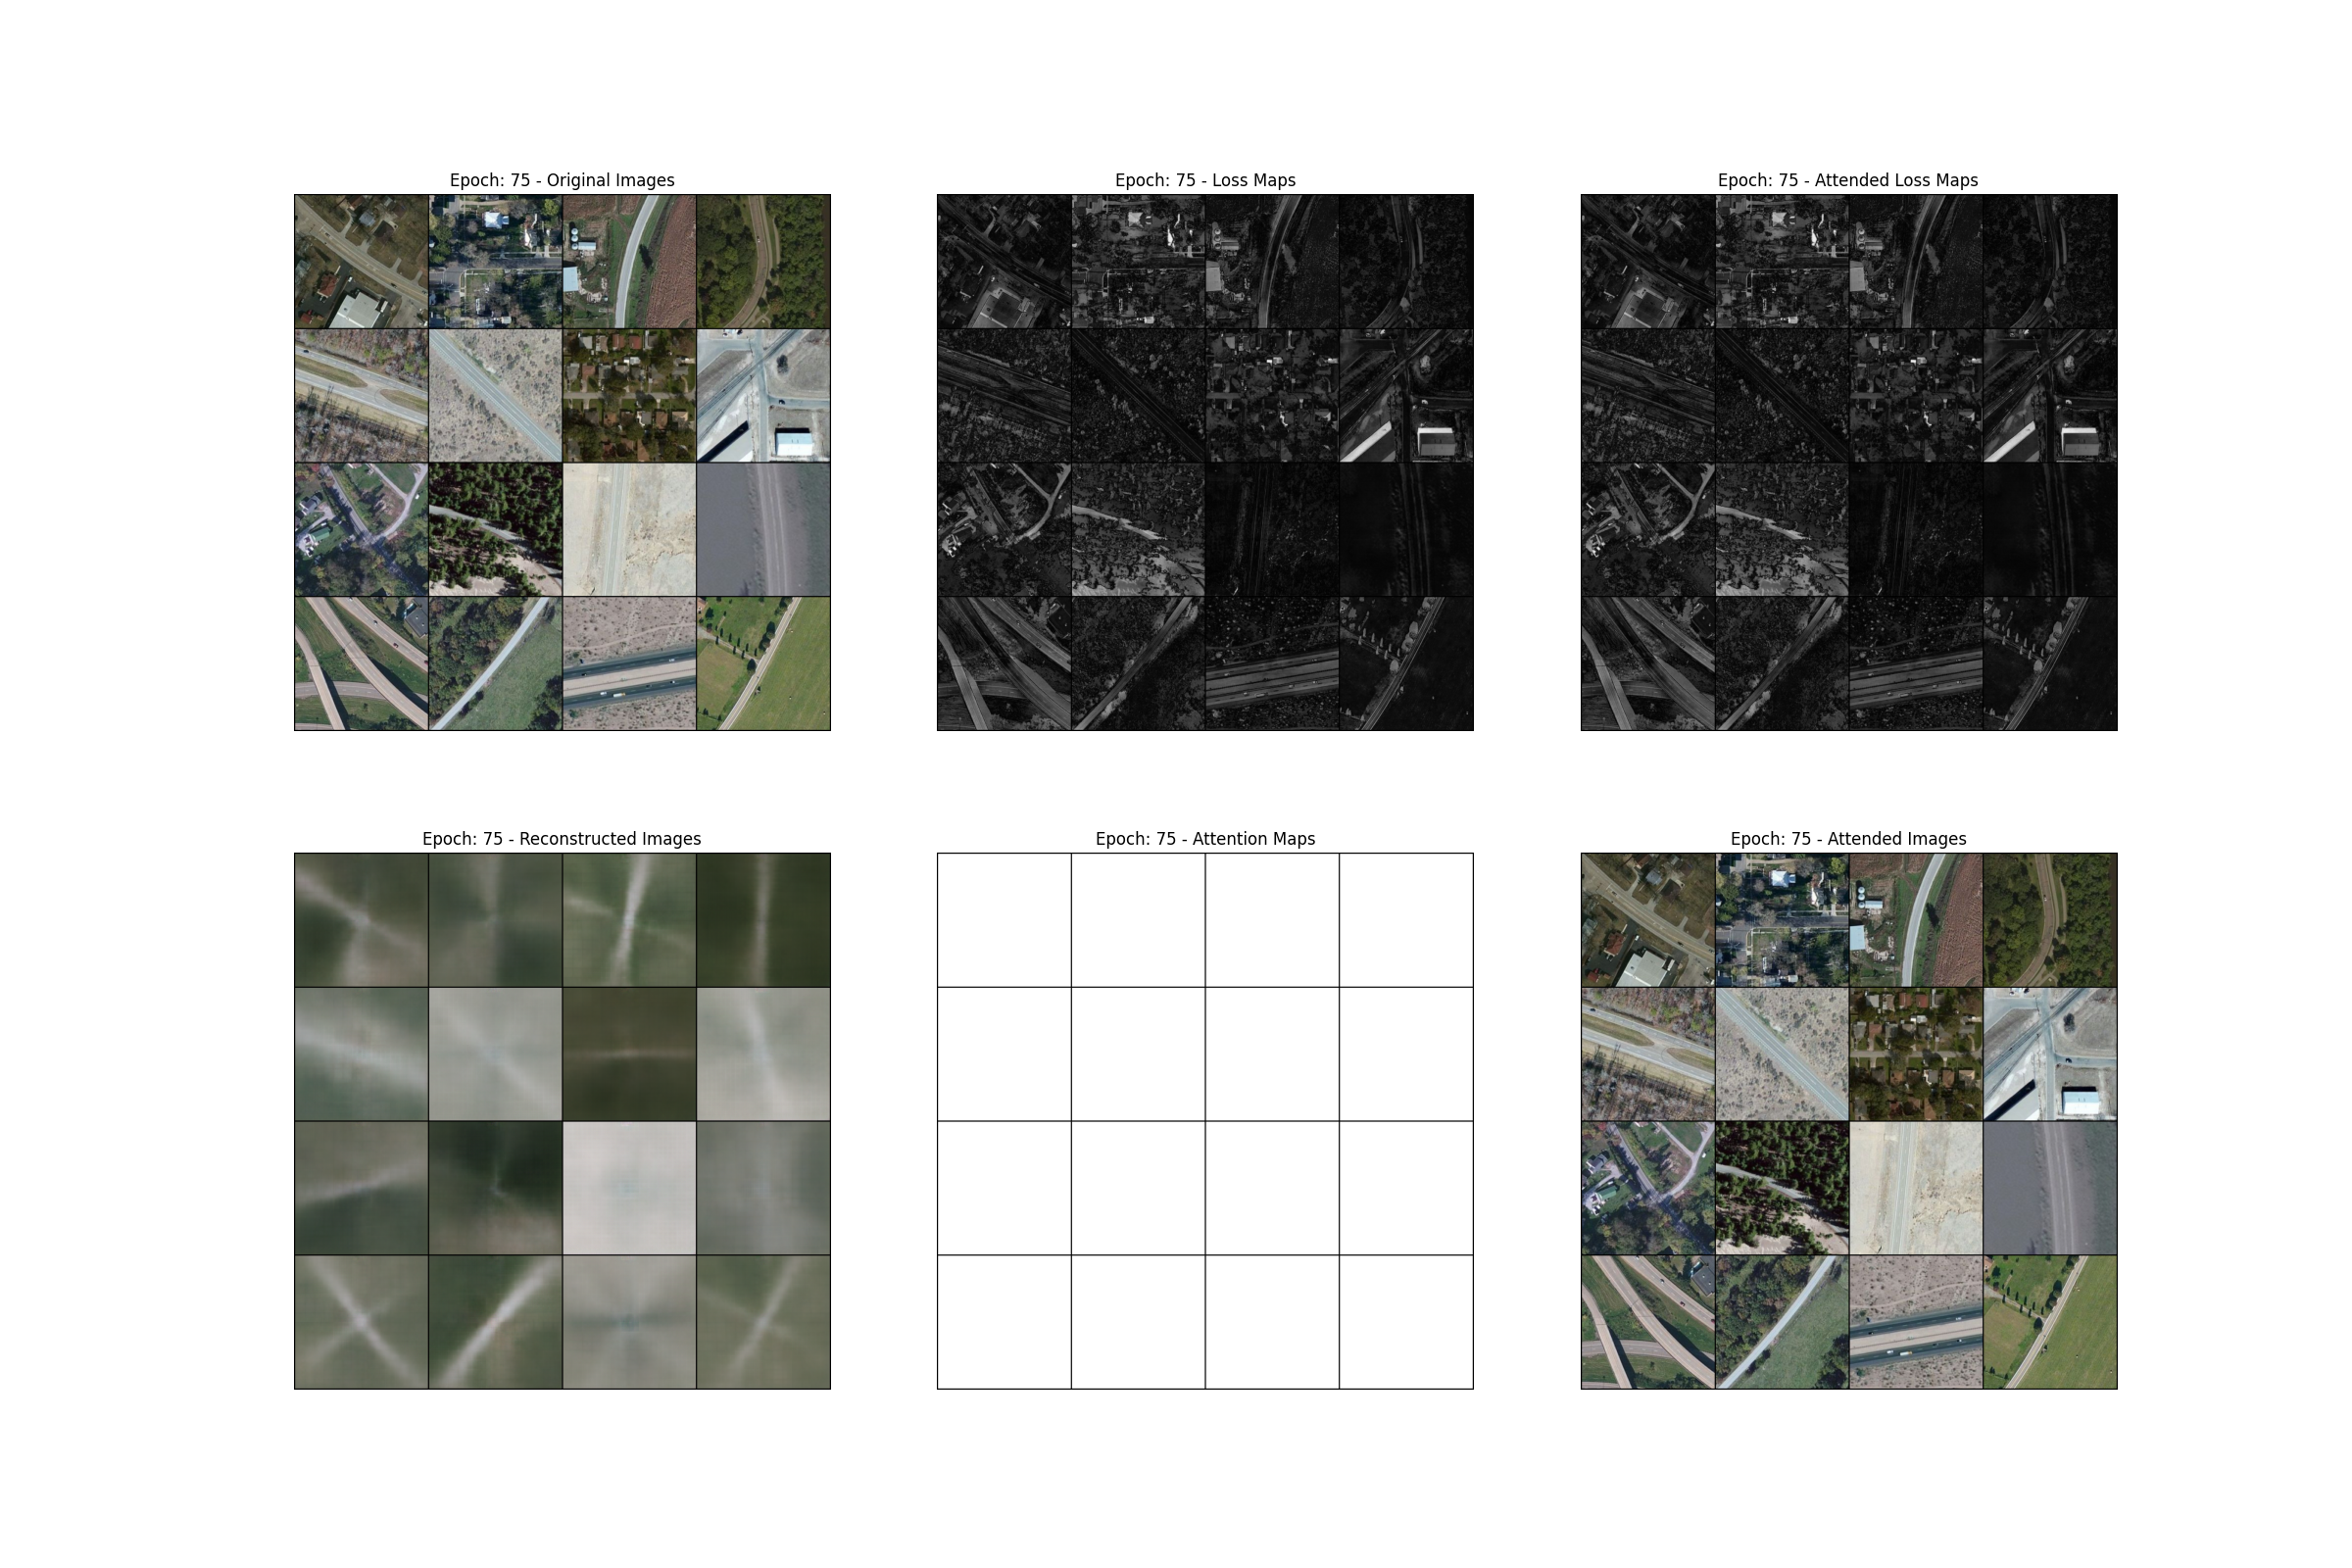 Epoch: 75 - Original Images
Epoch: 75 - Loss Maps
Epoch: 75 - Attended Loss Maps
Epoch: 75 - Reconstructed Images
Epoch: 75 - Attention Maps
Epoch: 75 - Attended Images